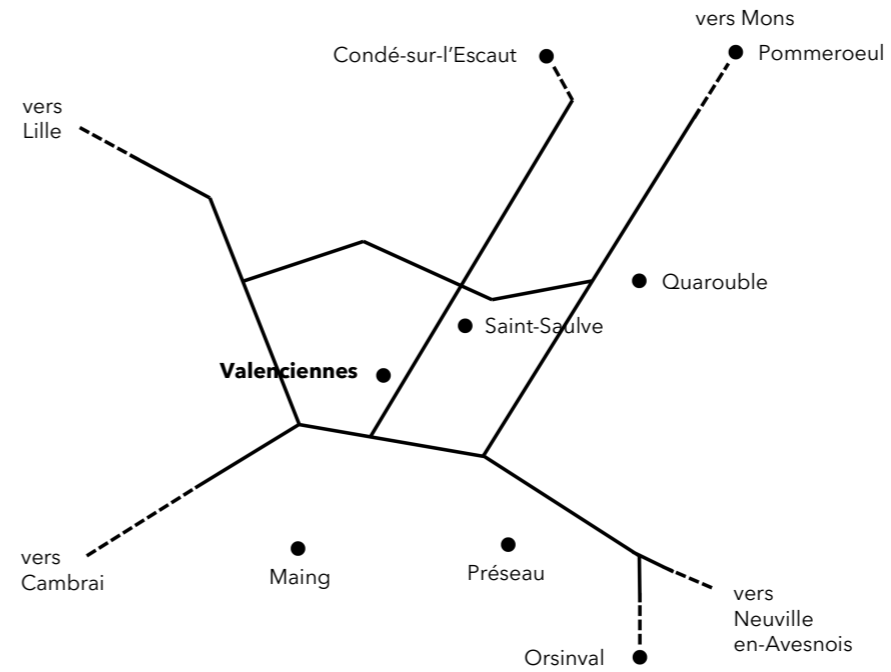 vers Mons
Condé-sur-l'Escaut
Pommeroeul
vers
Lille
Quarouble
Saint-Saulve
Valenciennes
vers
Cambrai
Maing
Préseau
vers
Neuville
en-Avesnois
Orsinval